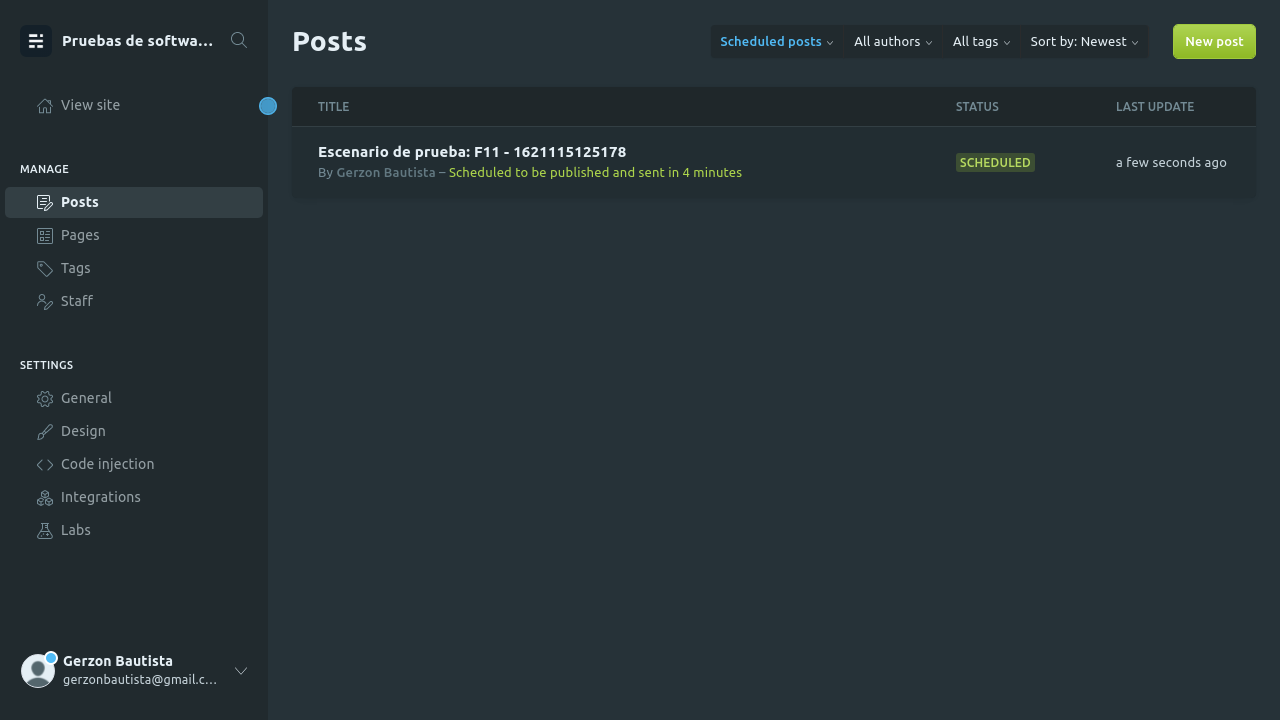 Pruebas de softwa...
View site
MANAGE
Posts
Pages
Tags
Staff
SETTINGS
General
Design
Code injection
Integrations
Labs
Gerzon Bautista
gerzonbautista@gmail.c...
Posts
Scheduled posts
All authors
All tags
Sort by: Newest
New post
TITLE
STATUS
LAST UPDATE
Escenario de prueba: F11 - 1621115125178
By Gerzon Bautista – Scheduled to be published and sent in 4 minutes
SCHEDULED
a few seconds ago